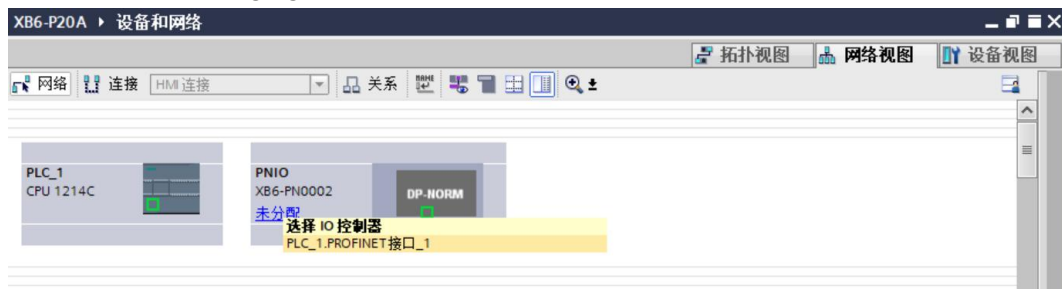 XB6-P20A ▸ 设备和网络
拓扑视图 网络视图 设备视图
网络 连接 HMI 连接 关系
PLC_1
CPU 1214C
PNIO
XB6-PN0002
未分配
DP-NORM
选择 IO 控制器
PLC_1.PROFINET接口_1